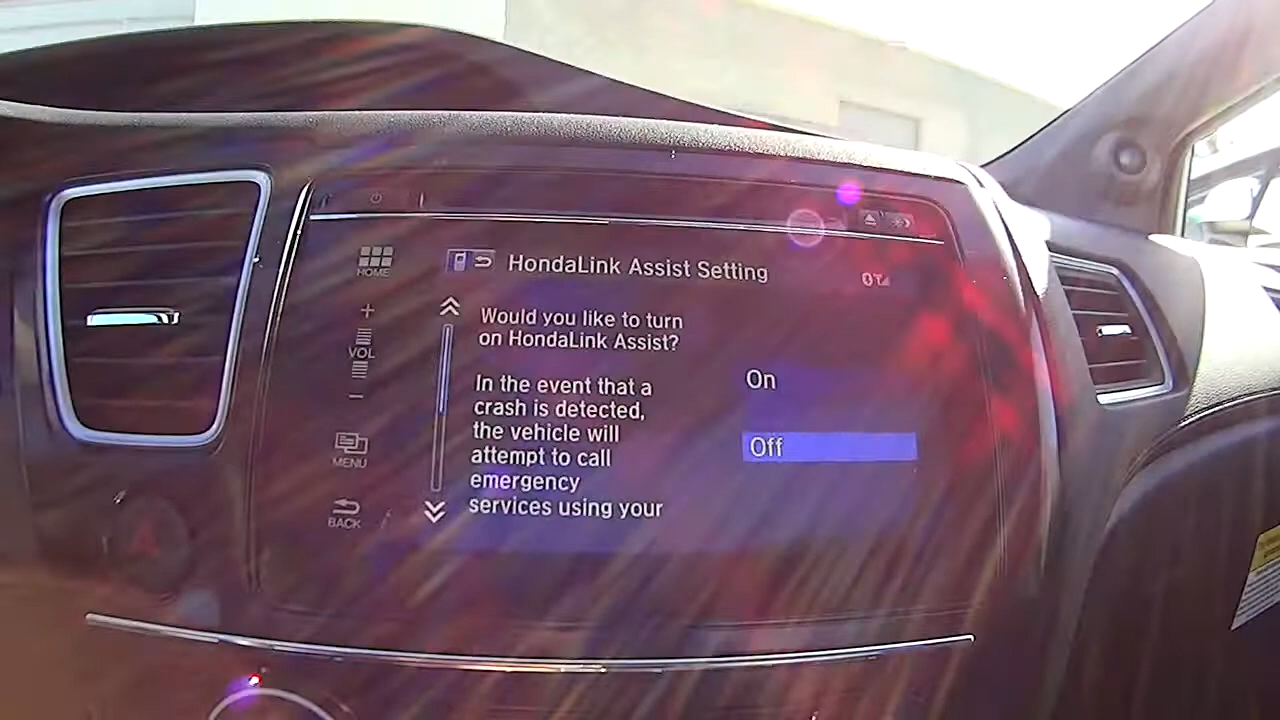 HondaLink Assist Setting
HOME
Would you like to turn
on HondaLink Assist?
VOL
In the event that a
crash is detected,
the vehicle will
attempt to call
emergency
services using your
On
Off
MENU
BACK